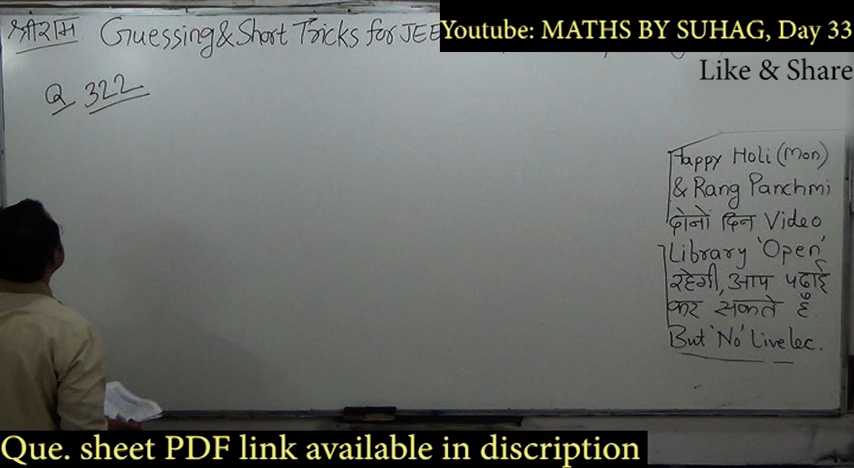 श्री राम Guessing & Short Tricks for JEE
Youtube: MATHS BY SUHAG, Day 33
Like & Share
Q 322
Happy Holi (Mon)
& Rang Panchmi
दोनों दिन Video
Library 'Open'
रहेगी, आप पढाई
कर सकते हैं
But 'No' Live lec.
Que. sheet PDF link available in discription